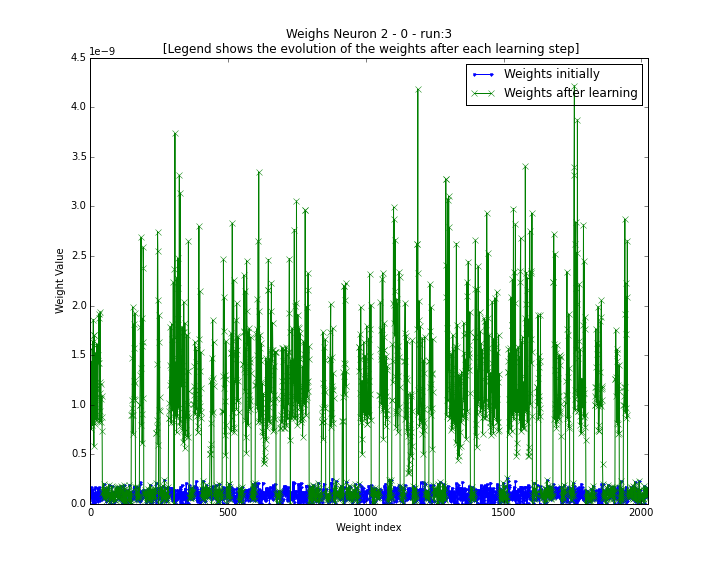 Weighs Neuron 2 - 0 - run:3
[Legend shows the evolution of the weights after each learning step]
1e−9
4.5
4.0
3.5
3.0
2.5
2.0
1.5
1.0
0.5
0.0
Weight Value
Weights initially
Weights after learning
0 500 1000 1500 2000
Weight index